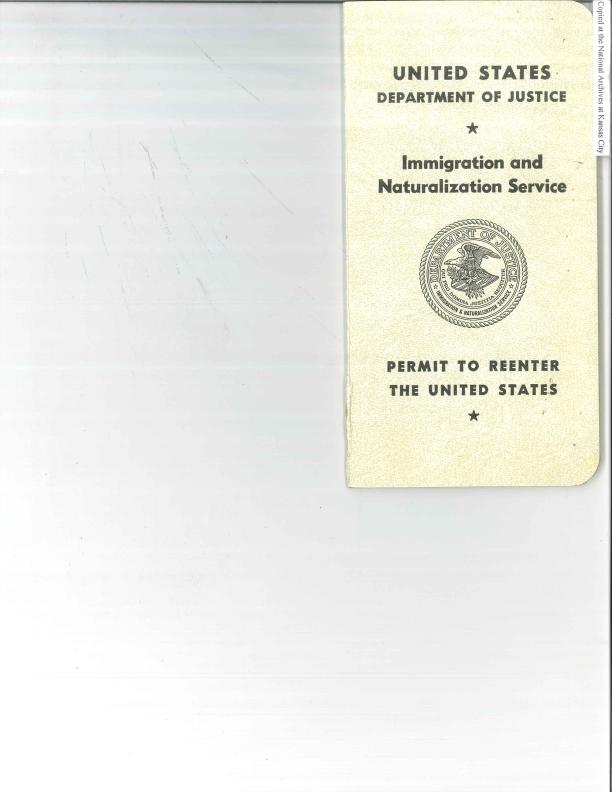 UNITED STATES
DEPARTMENT OF JUSTICE
Immigration and
Naturalization Service
DEPARTMENT OF JUSTICE
QUI PRO DOMINA JUSTITIA SEQUITUR
IMMIGRATION & NATURALIZATION SERVICE
PERMIT TO REENTER
THE UNITED STATES
Copied at the National Archives at Kansas City